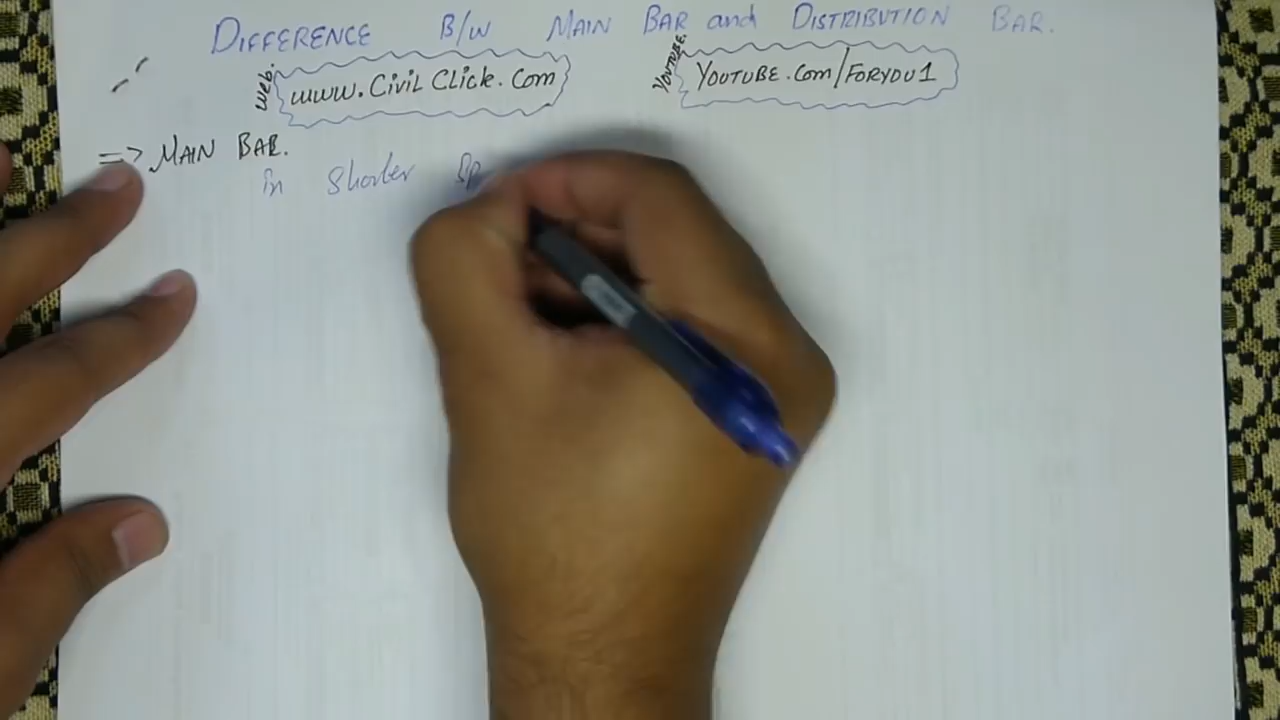 DIFFERENCE B/W MAIN BAR and DISTRIBUTION BAR.
Web. www.Civil Click.Com
YOUTUBE. YOUTUBE.Com/FORYOU1
=> MAIN BAR.
in Shorter Sp